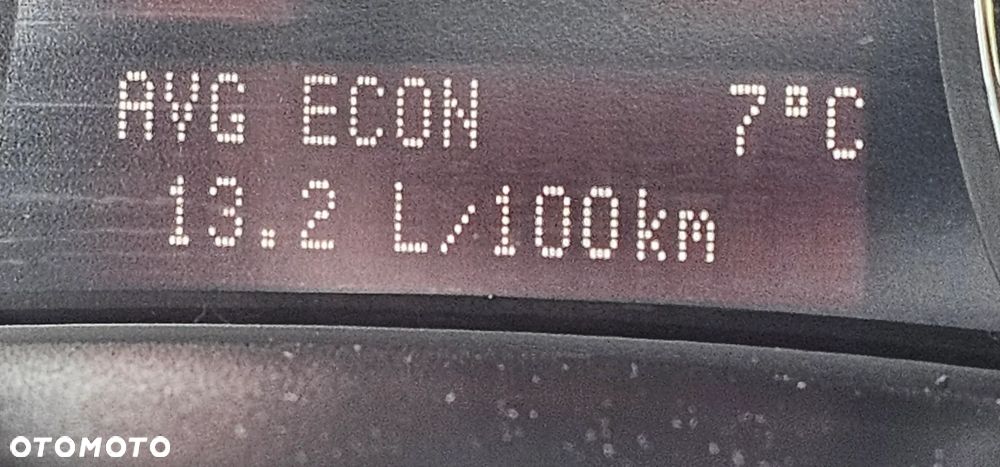 AVG ECON 7°C
13.2 L/100km
OTOMOTO